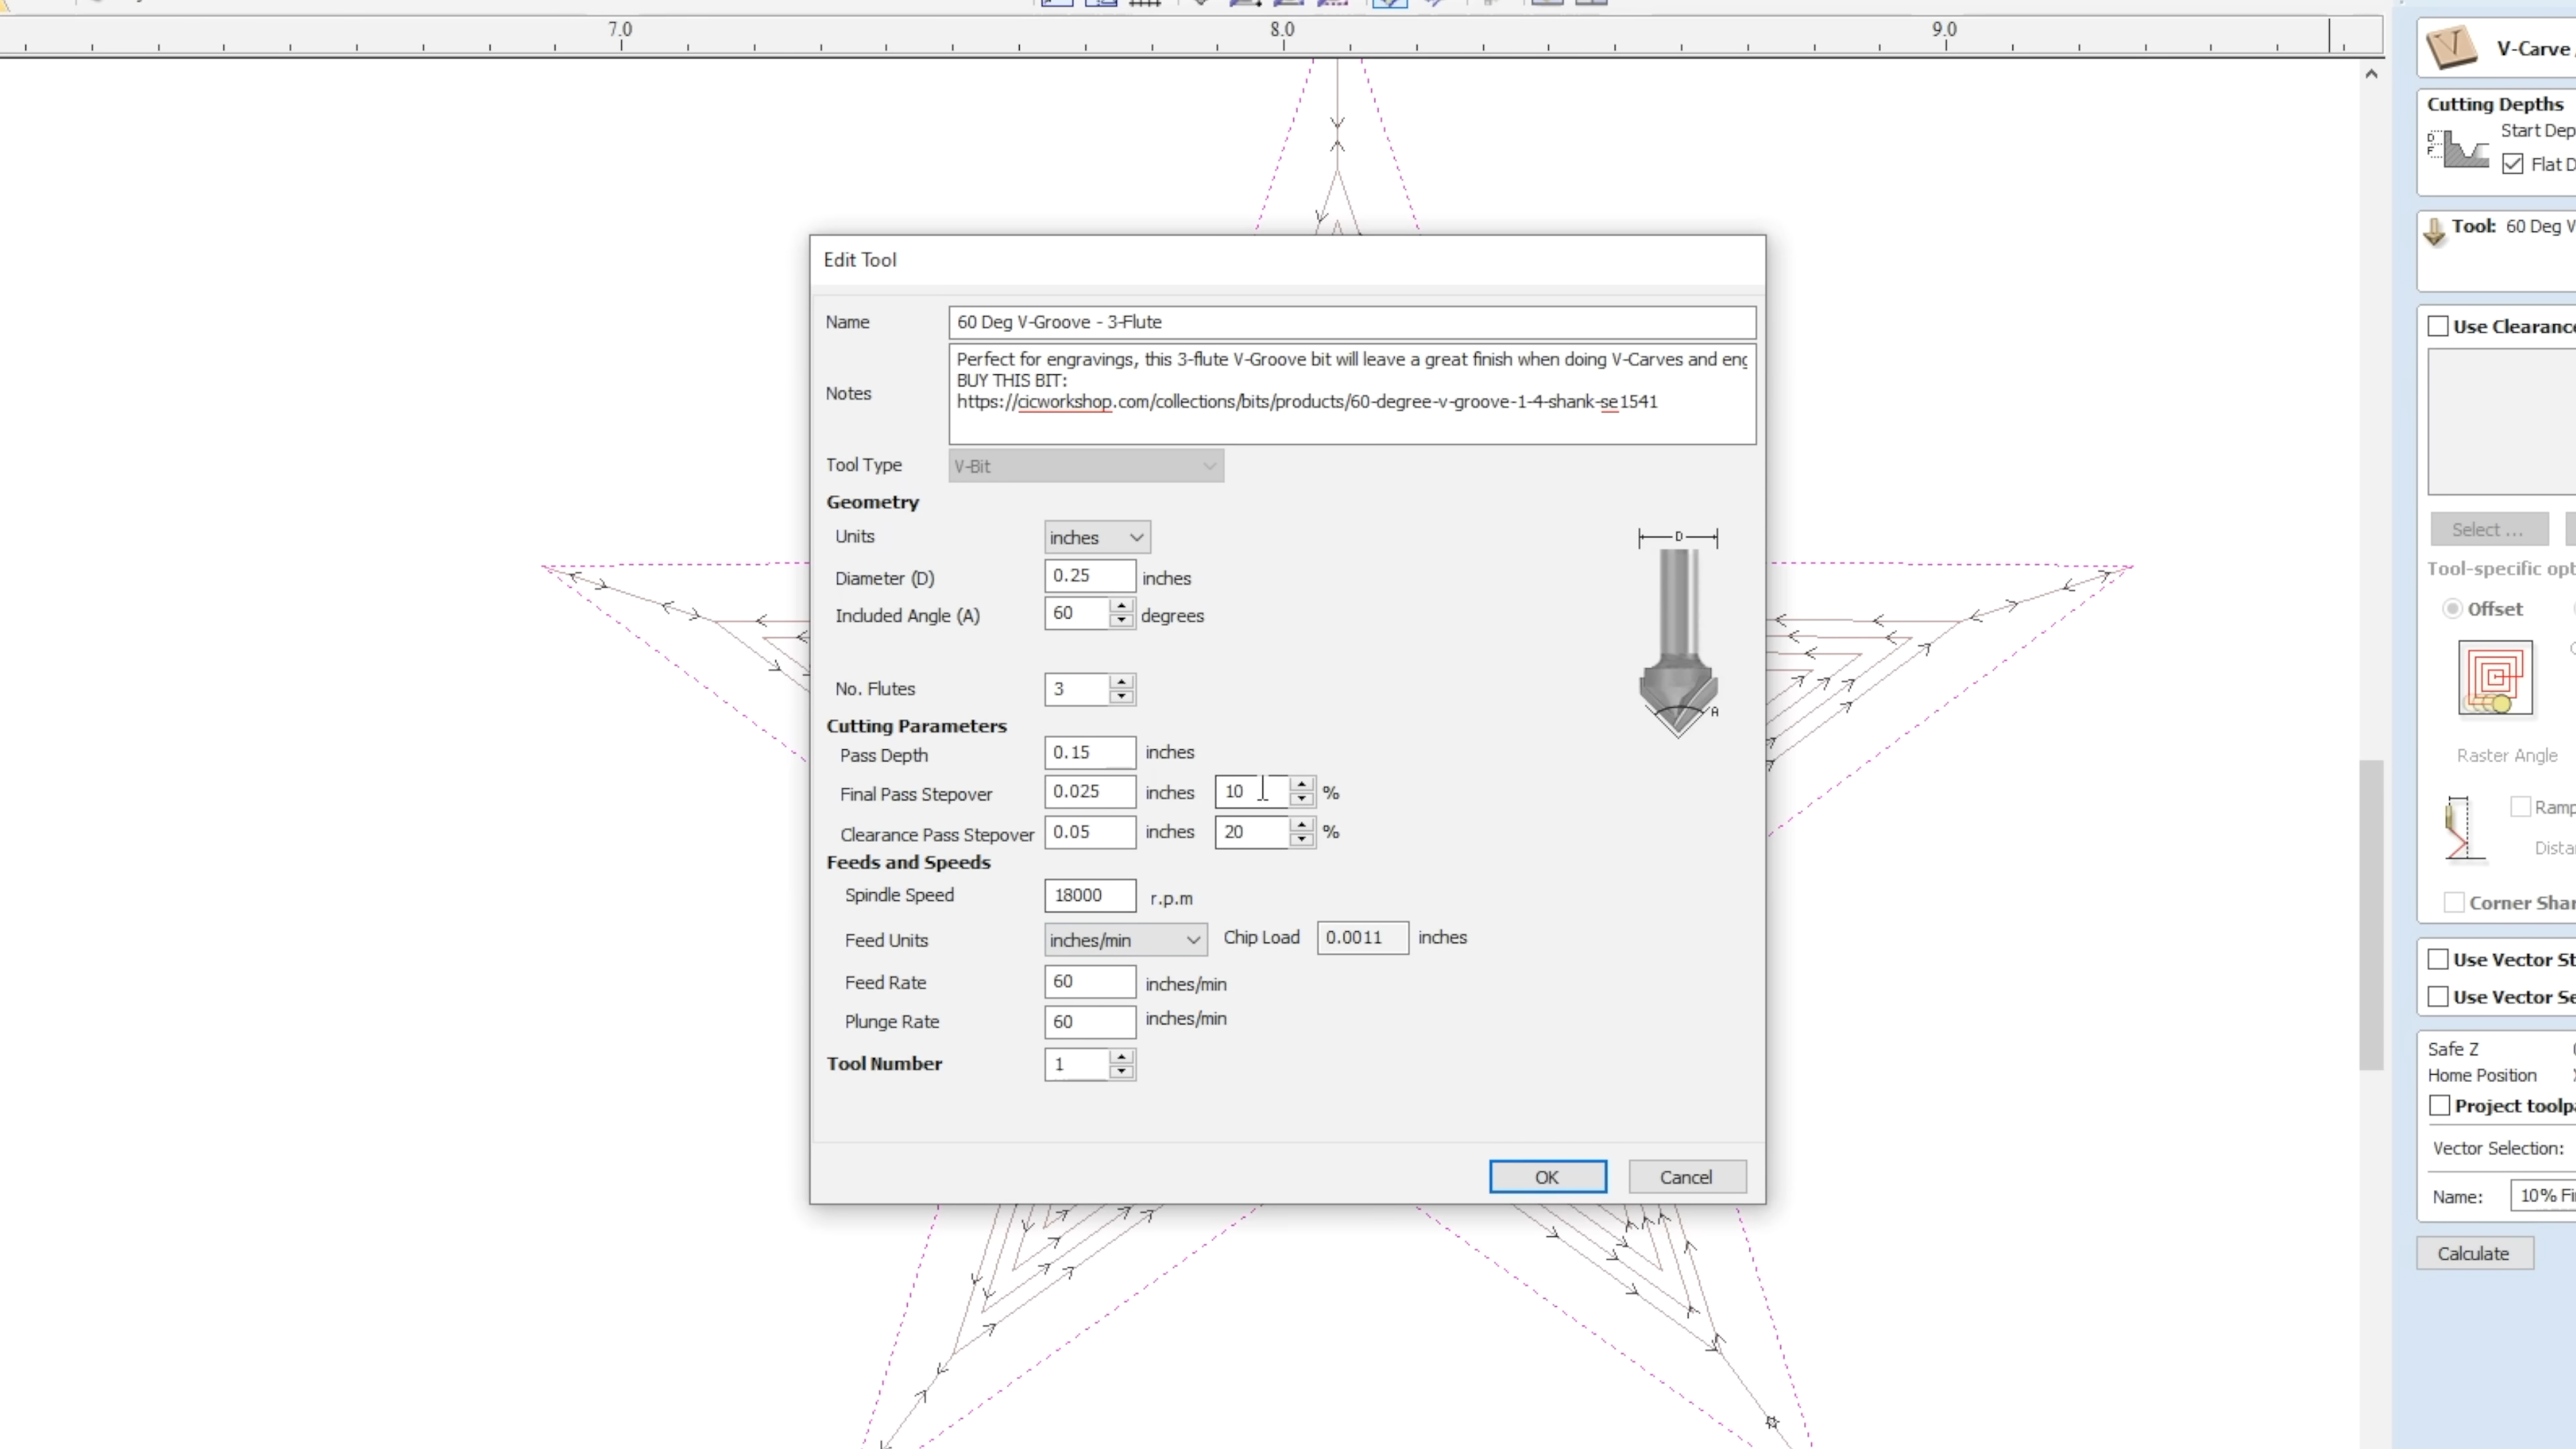 7.0
8.0
9.0
V-Carve
Cutting Depths
Start Dep
D
F
Flat D
Tool: 60 Deg V
Use Clearance
Select ...
Tool-specific opt
Offset
Raster Angle
Ramp
Dista
Corner Shar
Use Vector St
Use Vector Se
Safe Z
Home Position
Project toolpa
Vector Selection:
Name: 10% Fi
Calculate
Edit Tool
Name 60 Deg V-Groove - 3-Flute
Notes
Perfect for engravings, this 3-flute V-Groove bit will leave a great finish when doing V-Carves and eng
BUY THIS BIT:
https://cicworkshop.com/collections/bits/products/60-degree-v-groove-1-4-shank-se1541
Tool Type V-Bit
Geometry
Units inches
Diameter (D) 0.25 inches
Included Angle (A) 60 degrees
No. Flutes 3
D
A
Cutting Parameters
Pass Depth 0.15 inches
Final Pass Stepover 0.025 inches 10 %
Clearance Pass Stepover 0.05 inches 20 %
Feeds and Speeds
Spindle Speed 18000 r.p.m
Feed Units inches/min Chip Load 0.0011 inches
Feed Rate 60 inches/min
Plunge Rate 60 inches/min
Tool Number 1
OK Cancel